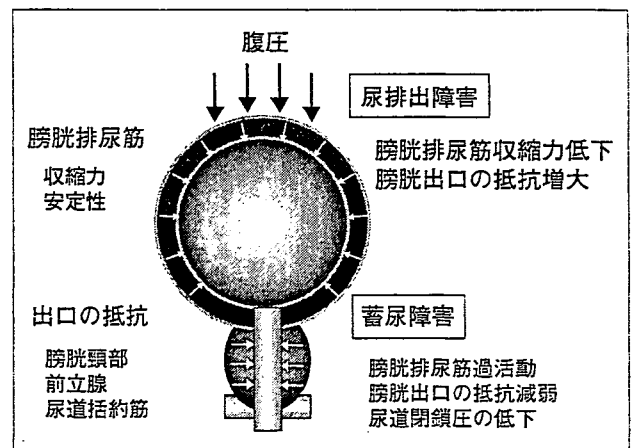 腹圧
尿排出障害
膀胱排尿筋
収縮力
安定性
膀胱排尿筋収縮力低下
膀胱出口の抵抗増大
出口の抵抗
膀胱頸部
前立腺
尿道括約筋
蓄尿障害
膀胱排尿筋過活動
膀胱出口の抵抗減弱
尿道閉鎖圧の低下